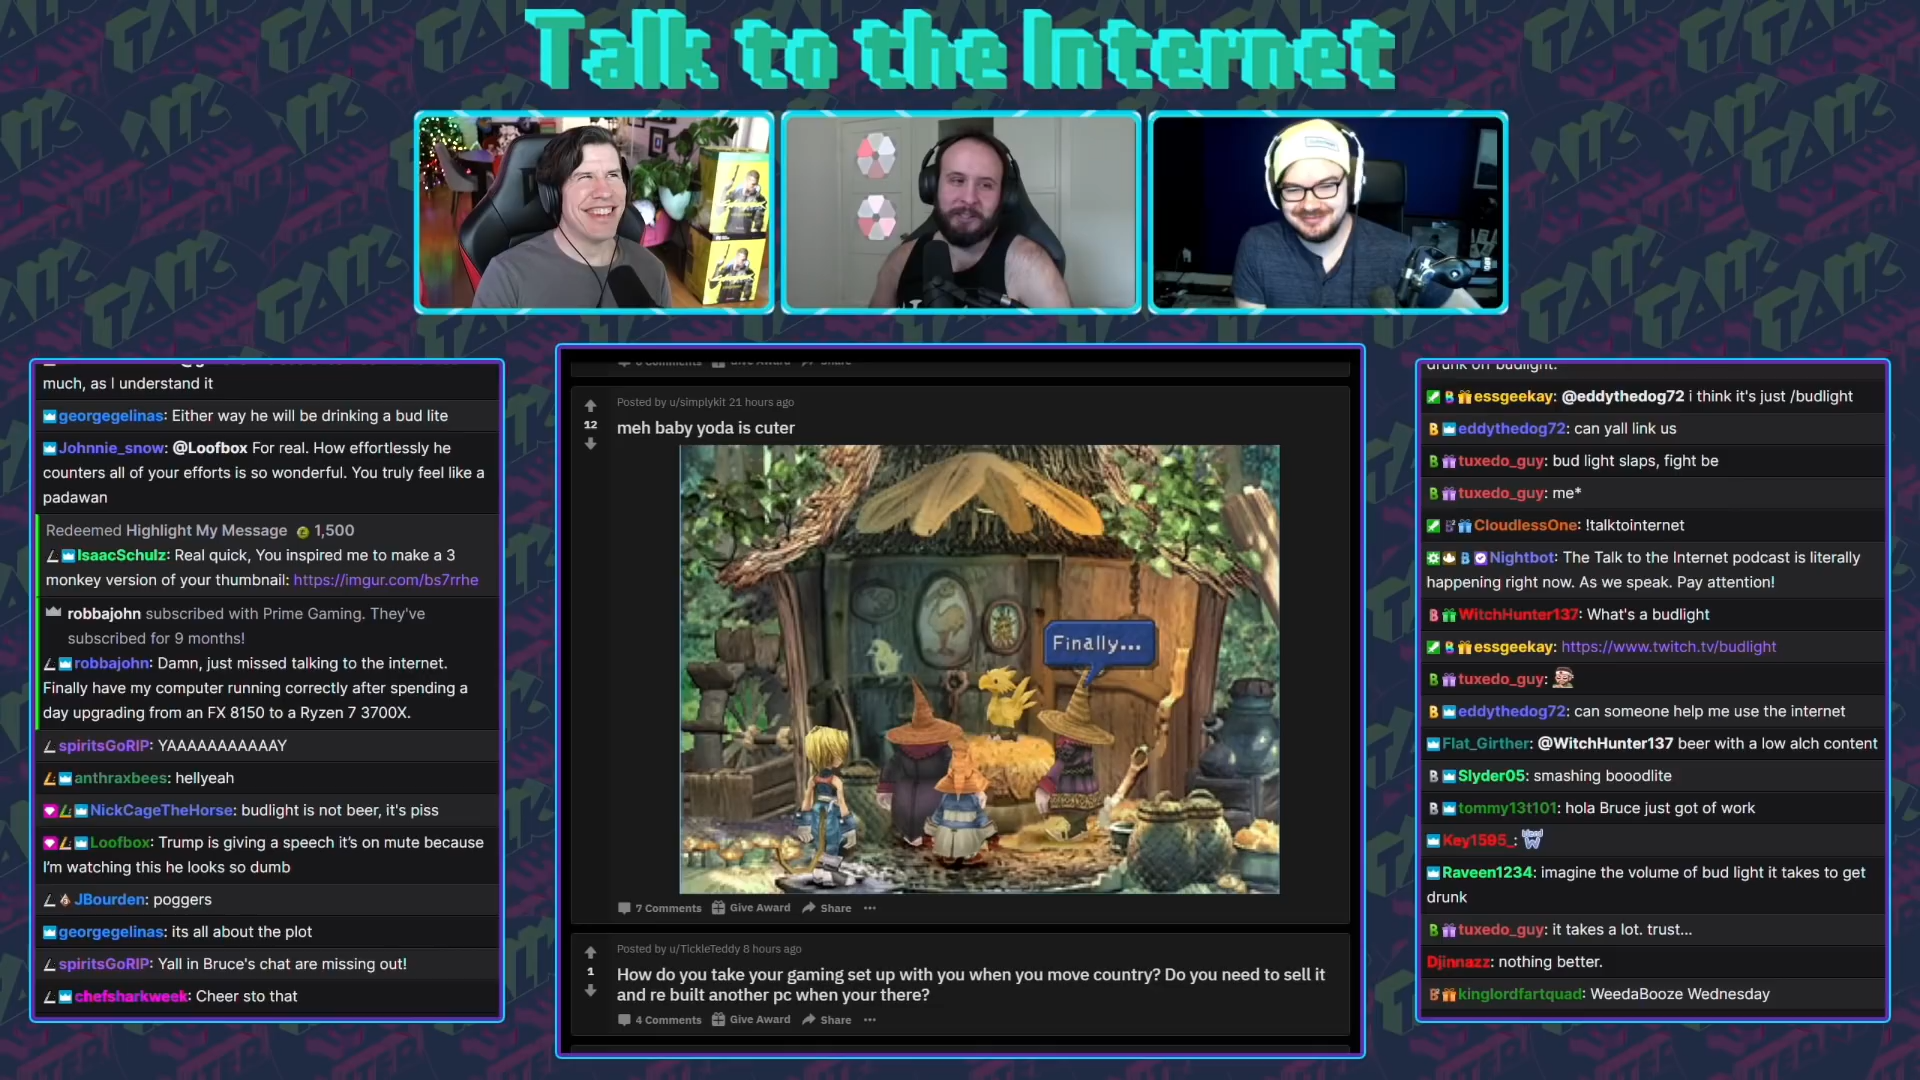 Talk to the Internet
much, as I understand it
georgegelinas: Either way he will be drinking a bud lite
Johnnie_snow: @Loofbox For real. How effortlessly he
counters all of your efforts is so wonderful. You truly feel like a
padawan
Redeemed Highlight My Message 1,500
IsaacSchulz: Real quick, You inspired me to make a 3
monkey version of your thumbnail: https://imgur.com/bs7rrhe
robbajohn subscribed with Prime Gaming. They've
subscribed for 9 months!
robbajohn: Damn, just missed talking to the internet.
Finally have my computer running correctly after spending a
day upgrading from an FX 8150 to a Ryzen 7 3700X.
spiritsGoRIP: YAAAAAAAAAAAY
anthraxbees: hellyeah
NickCageTheHorse: budlight is not beer, it's piss
Loofbox: Trump is giving a speech it's on mute because
I'm watching this he looks so dumb
JBourden: poggers
georgegelinas: its all about the plot
spiritsGoRIP: Yall in Bruce's chat are missing out!
chefsharkweek: Cheer sto that
Posted by u/simplykit 21 hours ago
12
meh baby yoda is cuter
Finally...
7 Comments Give Award Share
Posted by u/TickleTeddy 8 hours ago
1
How do you take your gaming set up with you when you move country? Do you need to sell it
and re built another pc when your there?
4 Comments Give Award Share
drunk off budlight.
essgeekay: @eddythedog72 i think it's just /budlight
eddythedog72: can yall link us
tuxedo_guy: bud light slaps, fight be
tuxedo_guy: me*
CloudlessOne: !talktointernet
Nightbot: The Talk to the Internet podcast is literally
happening right now. As we speak. Pay attention!
WitchHunter137: What's a budlight
essgeekay: https://www.twitch.tv/budlight
tuxedo_guy:
eddythedog72: can someone help me use the internet
Flat_Girther: @WitchHunter137 beer with a low alch content
Slyder05: smashing booodlite
tommy13t101: hola Bruce just got of work
Key1595_:
Raveen1234: imagine the volume of bud light it takes to get
drunk
tuxedo_guy: it takes a lot. trust...
Djinnazz: nothing better.
kinglordfartquad: WeedaBooze Wednesday